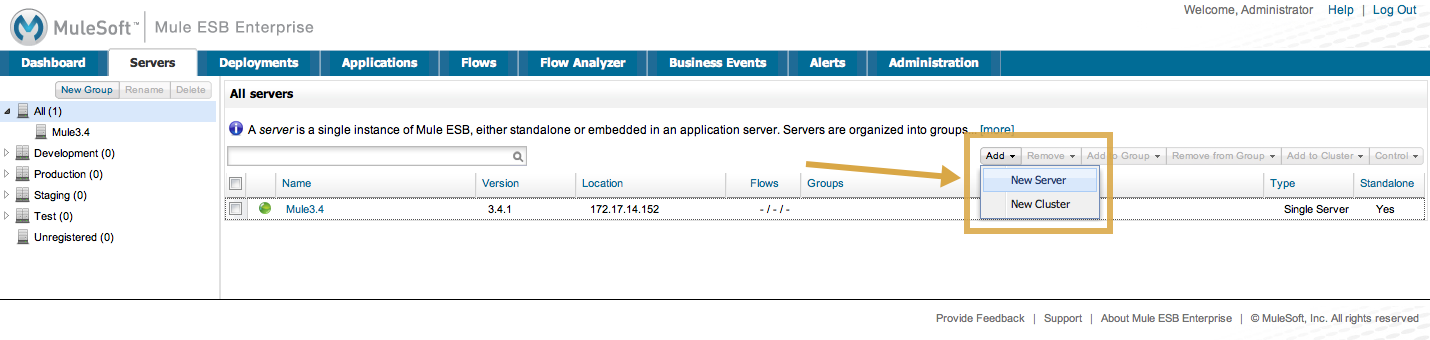 Welcome, Administrator Help | Log Out
MuleSoft™ | Mule ESB Enterprise
Dashboard Servers Deployments Applications Flows Flow Analyzer Business Events Alerts Administration
New Group Rename Delete
All (1)
Mule3.4
Development (0)
Production (0)
Staging (0)
Test (0)
Unregistered (0)
All servers
A server is a single instance of Mule ESB, either standalone or embedded in an application server. Servers are organized into groups. [more]
Add Remove Add to Group Remove from Group Add to Cluster Control
New Server
New Cluster
Name Version Location Flows Groups Type Standalone
Mule3.4 3.4.1 172.17.14.152 - / - / - Single Server Yes
Provide Feedback | Support | About Mule ESB Enterprise | © MuleSoft, Inc. All rights reserved